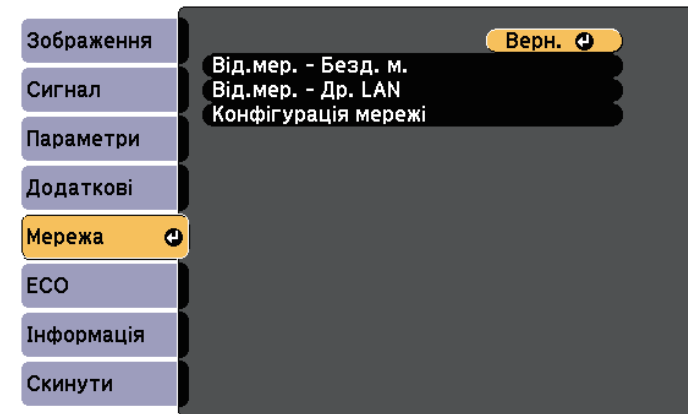 Зображення
Сигнал
Параметри
Додаткові
Мережа
ECO
Інформація
Скинути
Верн.
Від.мер. - Безд. м.
Від.мер. - Др. LAN
Конфігурація мережі